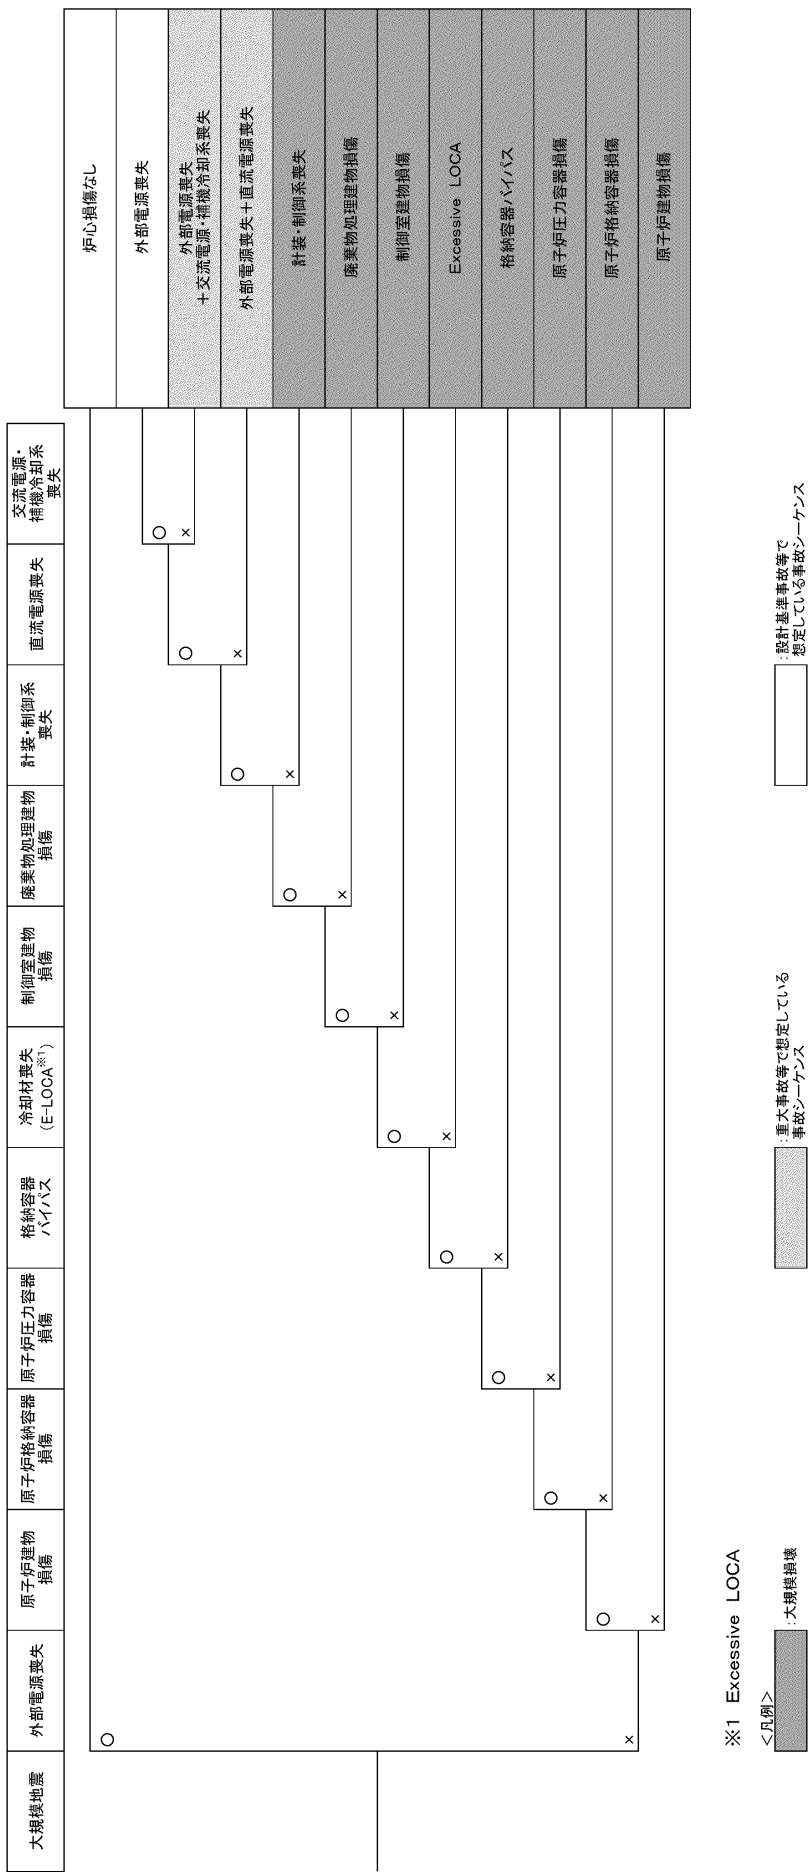 大規模地震
外部電源喪失
原子炉建物
損傷
原子炉格納容器
損傷
原子炉圧力容器
損傷
格納容器
バイパス
冷却材喪失
(E-LOCA※1)
制御室建物
損傷
廃棄物処理建物
損傷
計装・制御系
喪失
直流電源喪失
交流電源・
補機冷却系
喪失
○
×
○
×
○
×
○
×
○
×
○
×
○
×
○
×
○
×
○
×
○
×
炉心損傷なし
外部電源喪失
外部電源喪失
+交流電源・補機冷却系喪失
外部電源喪失+直流電源喪失
計装・制御系喪失
廃棄物処理建物損傷
制御室建物損傷
Excessive LOCA
格納容器バイパス
原子炉圧力容器損傷
原子炉格納容器損傷
原子炉建物損傷
※1 Excessive LOCA
<凡例>
:大規模損壊
:重大事故等で想定している
事故シーケンス
:設計基準事故等で
想定している事故シーケンス